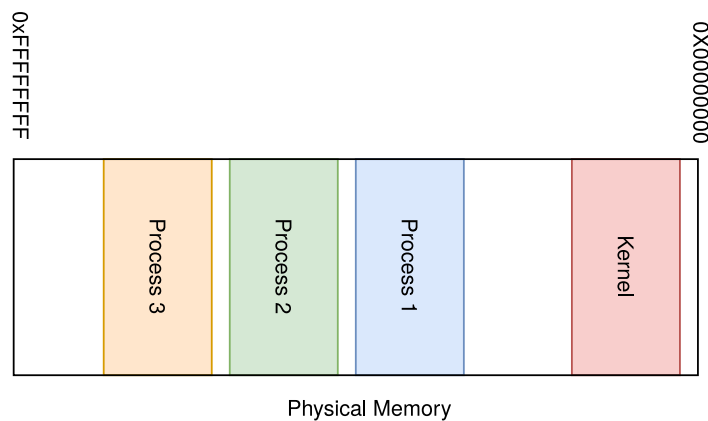 0xFFFFFFFF
0X00000000
Process 3
Process 2
Process 1
Kernel
Physical Memory